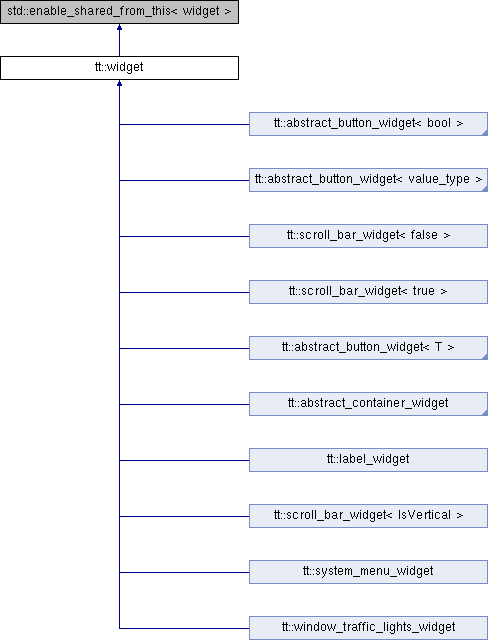 std::enable_shared_from_this< widget >
tt::widget
tt::abstract_button_widget< bool >
tt::abstract_button_widget< value_type >
tt::scroll_bar_widget< false >
tt::scroll_bar_widget< true >
tt::abstract_button_widget< T >
tt::abstract_container_widget
tt::label_widget
tt::scroll_bar_widget< IsVertical >
tt::system_menu_widget
tt::window_traffic_lights_widget